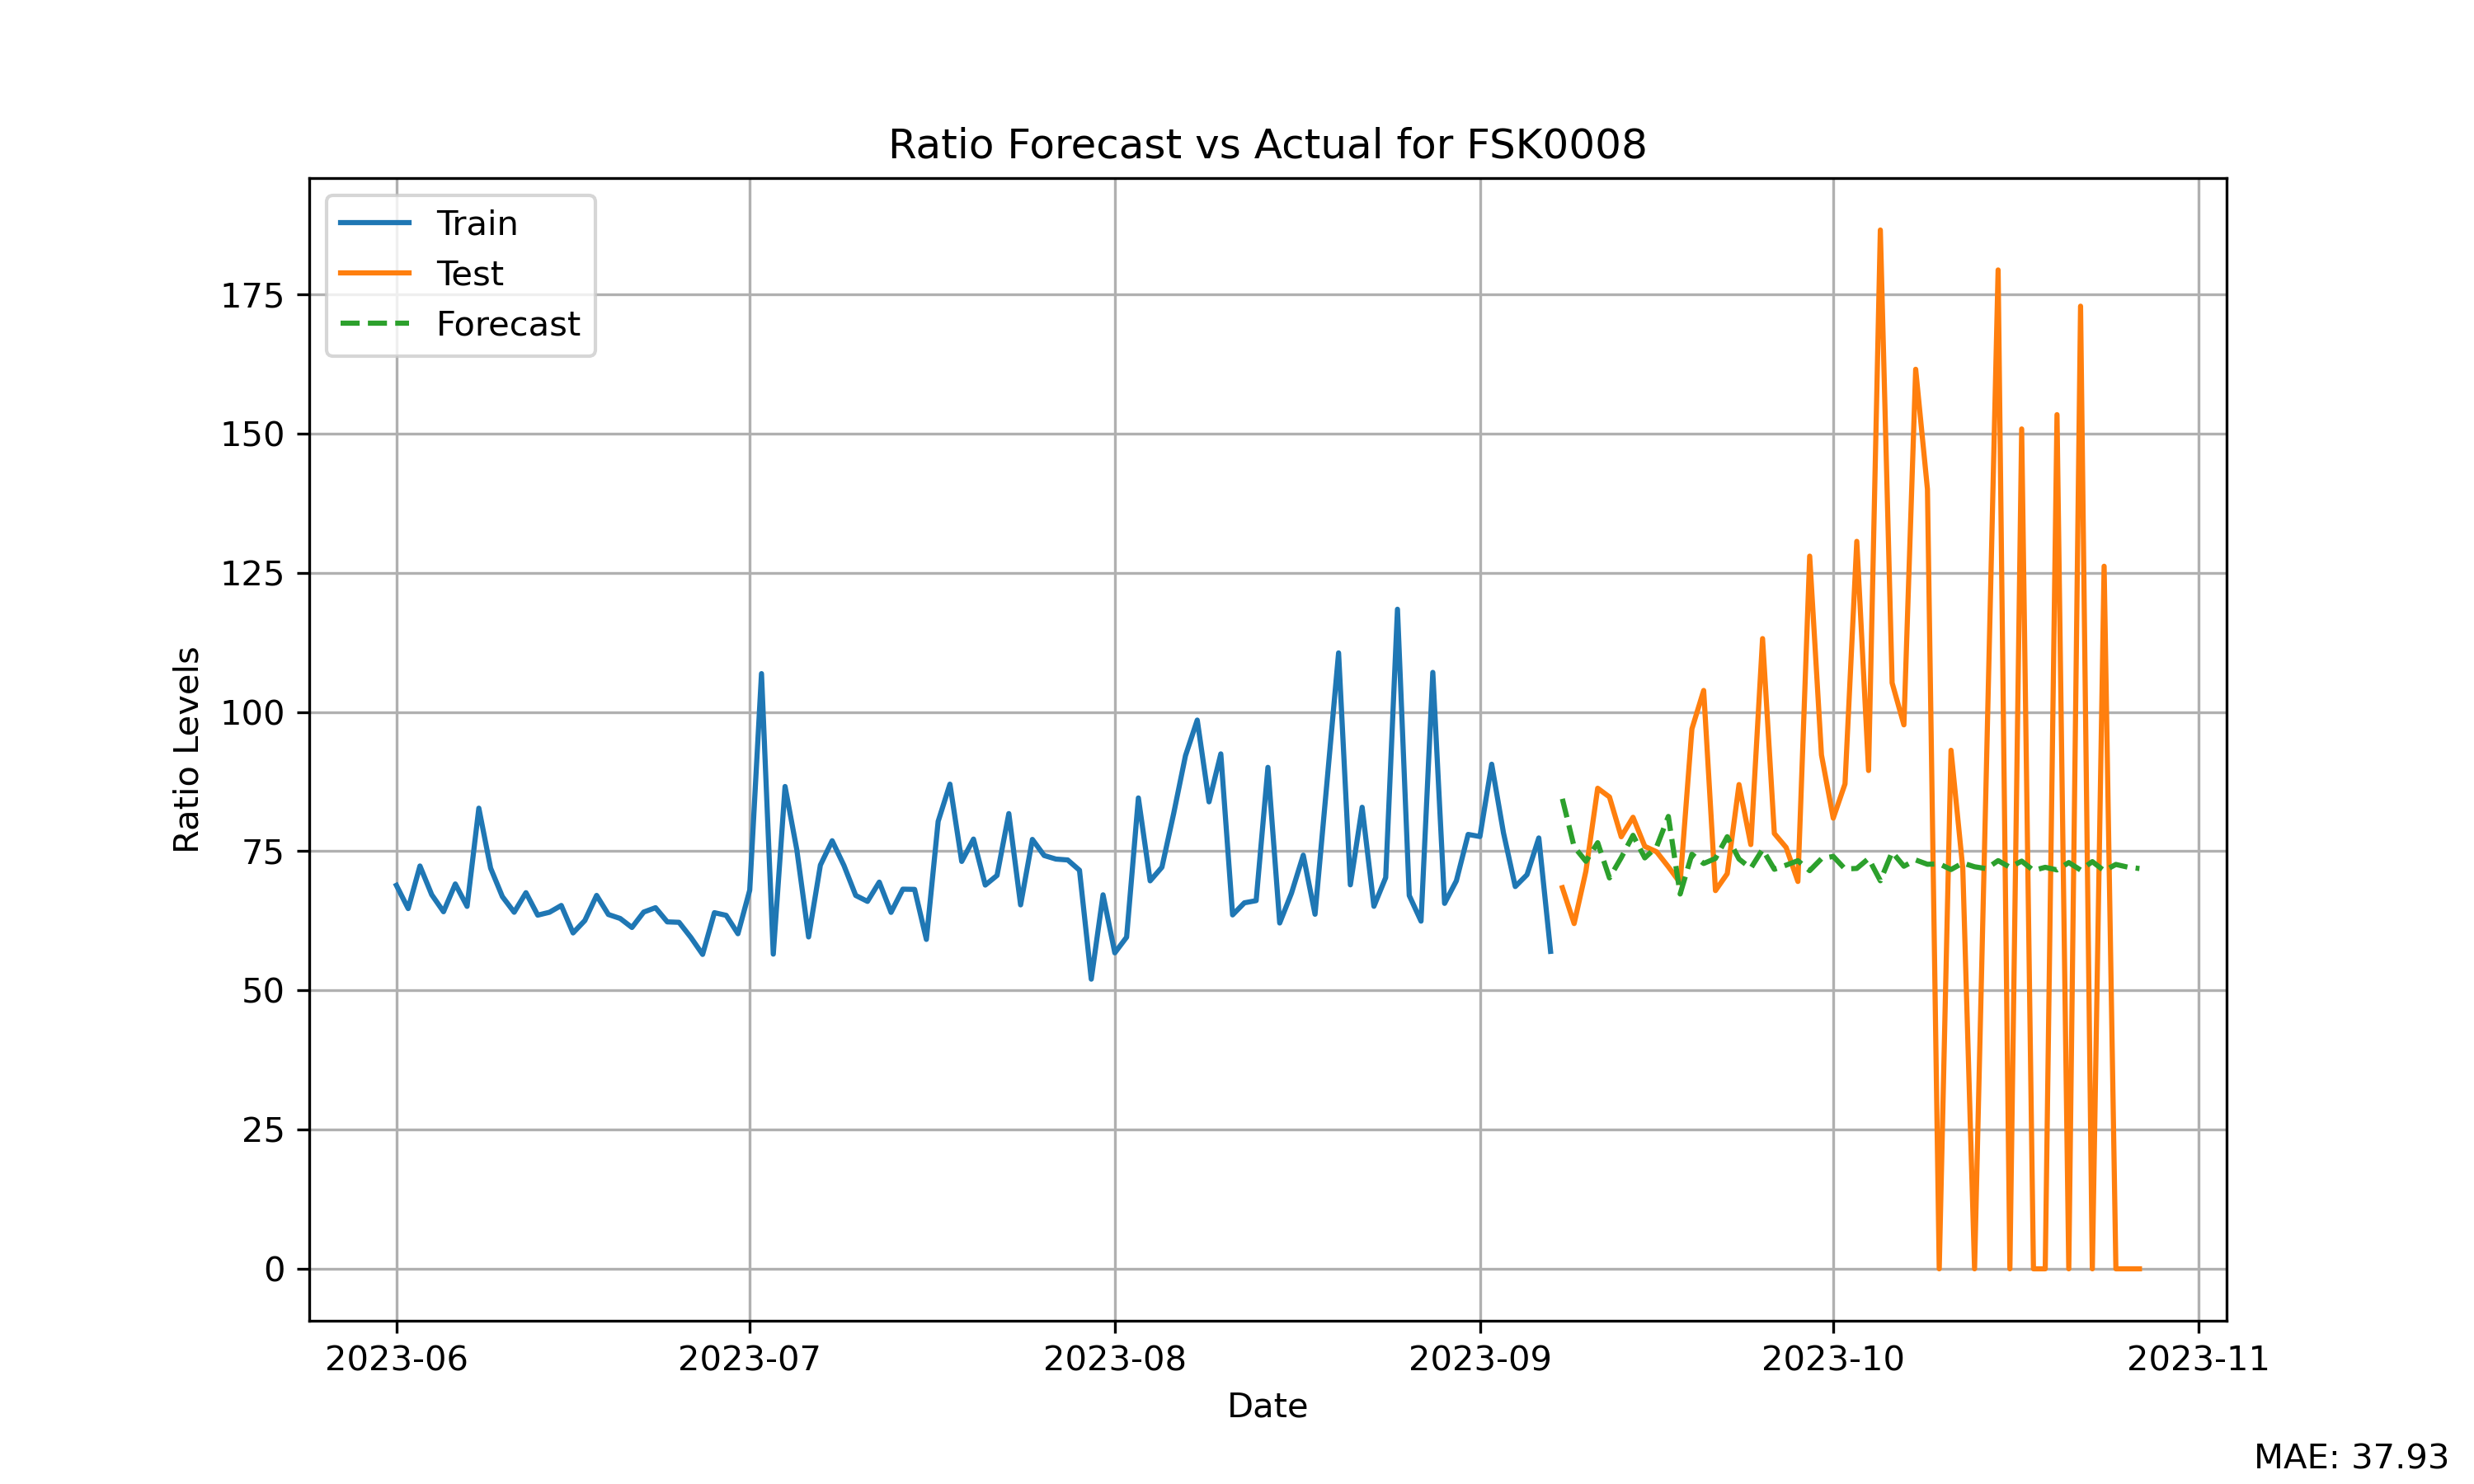 Ratio Forecast vs Actual for FSK0008
Train
Test
Forecast
175
150
125
100
75
50
25
0
Ratio Levels
2023-06 2023-07 2023-08 2023-09 2023-10 2023-11
Date
MAE: 37.93